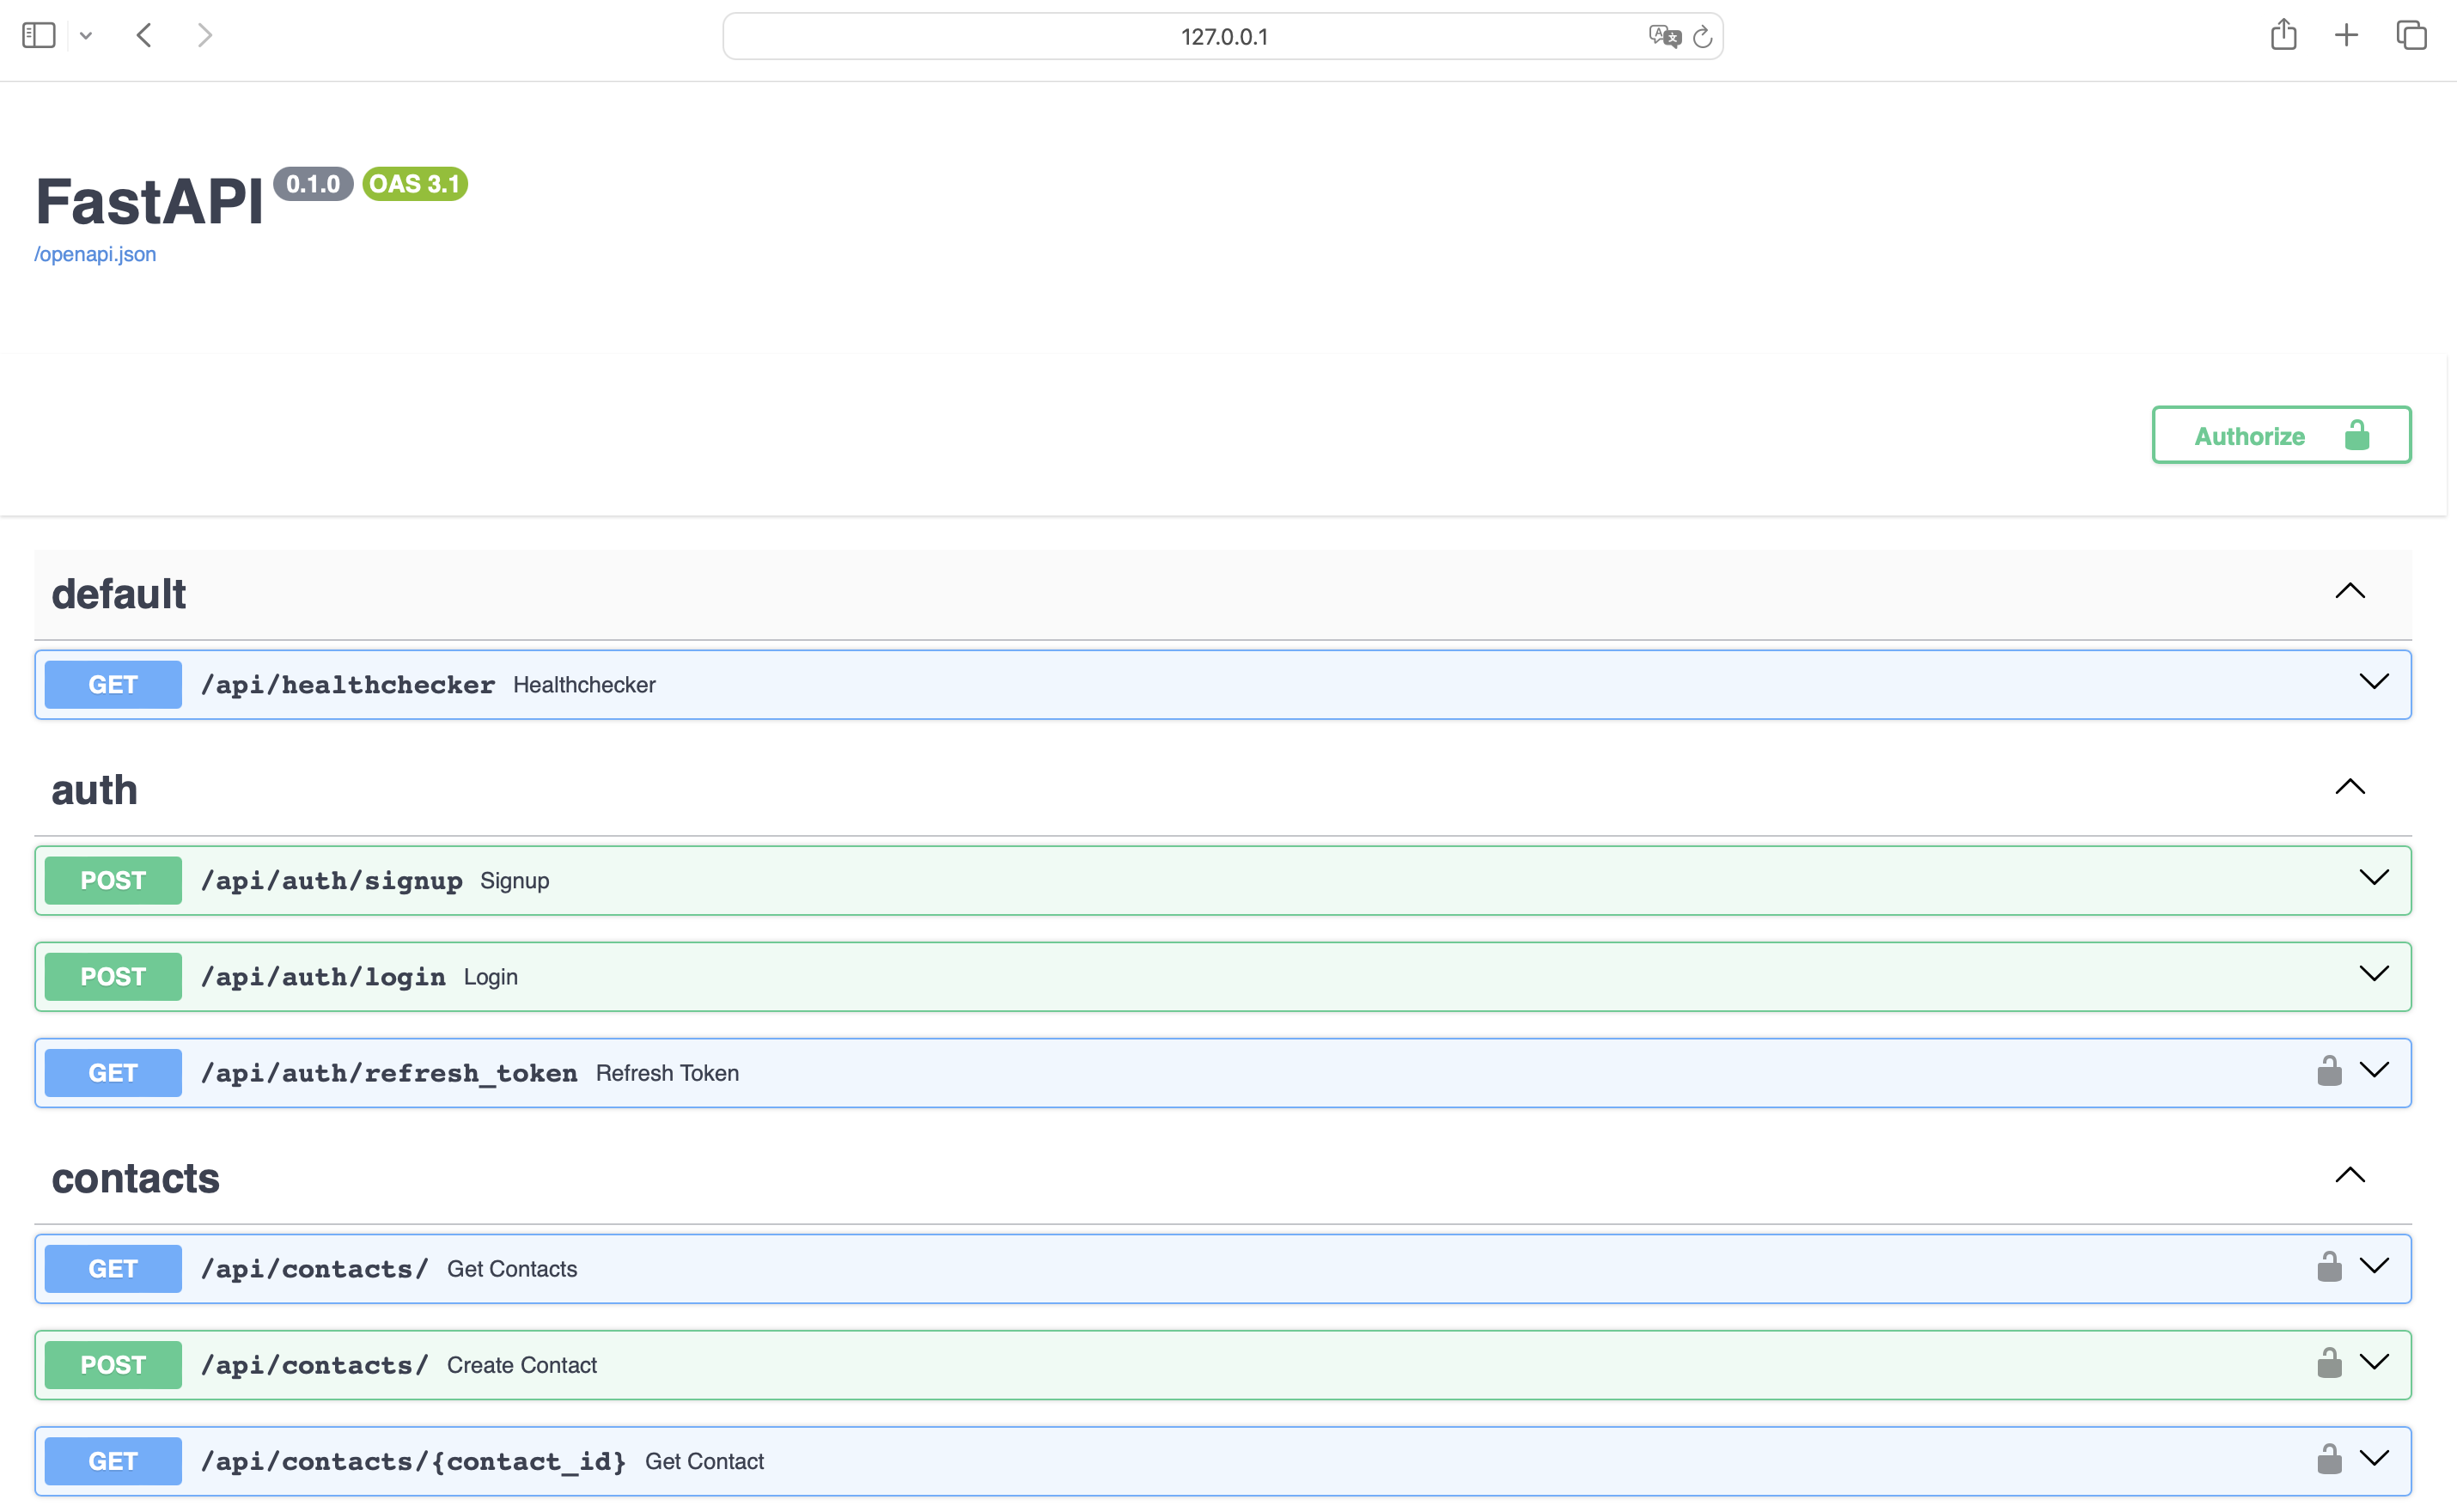 127.0.0.1
FastAPI 0.1.0 OAS 3.1
/openapi.json
Authorize
default
GET /api/healthchecker Healthchecker
auth
POST /api/auth/signup Signup
POST /api/auth/login Login
GET /api/auth/refresh_token Refresh Token
contacts
GET /api/contacts/ Get Contacts
POST /api/contacts/ Create Contact
GET /api/contacts/{contact_id} Get Contact